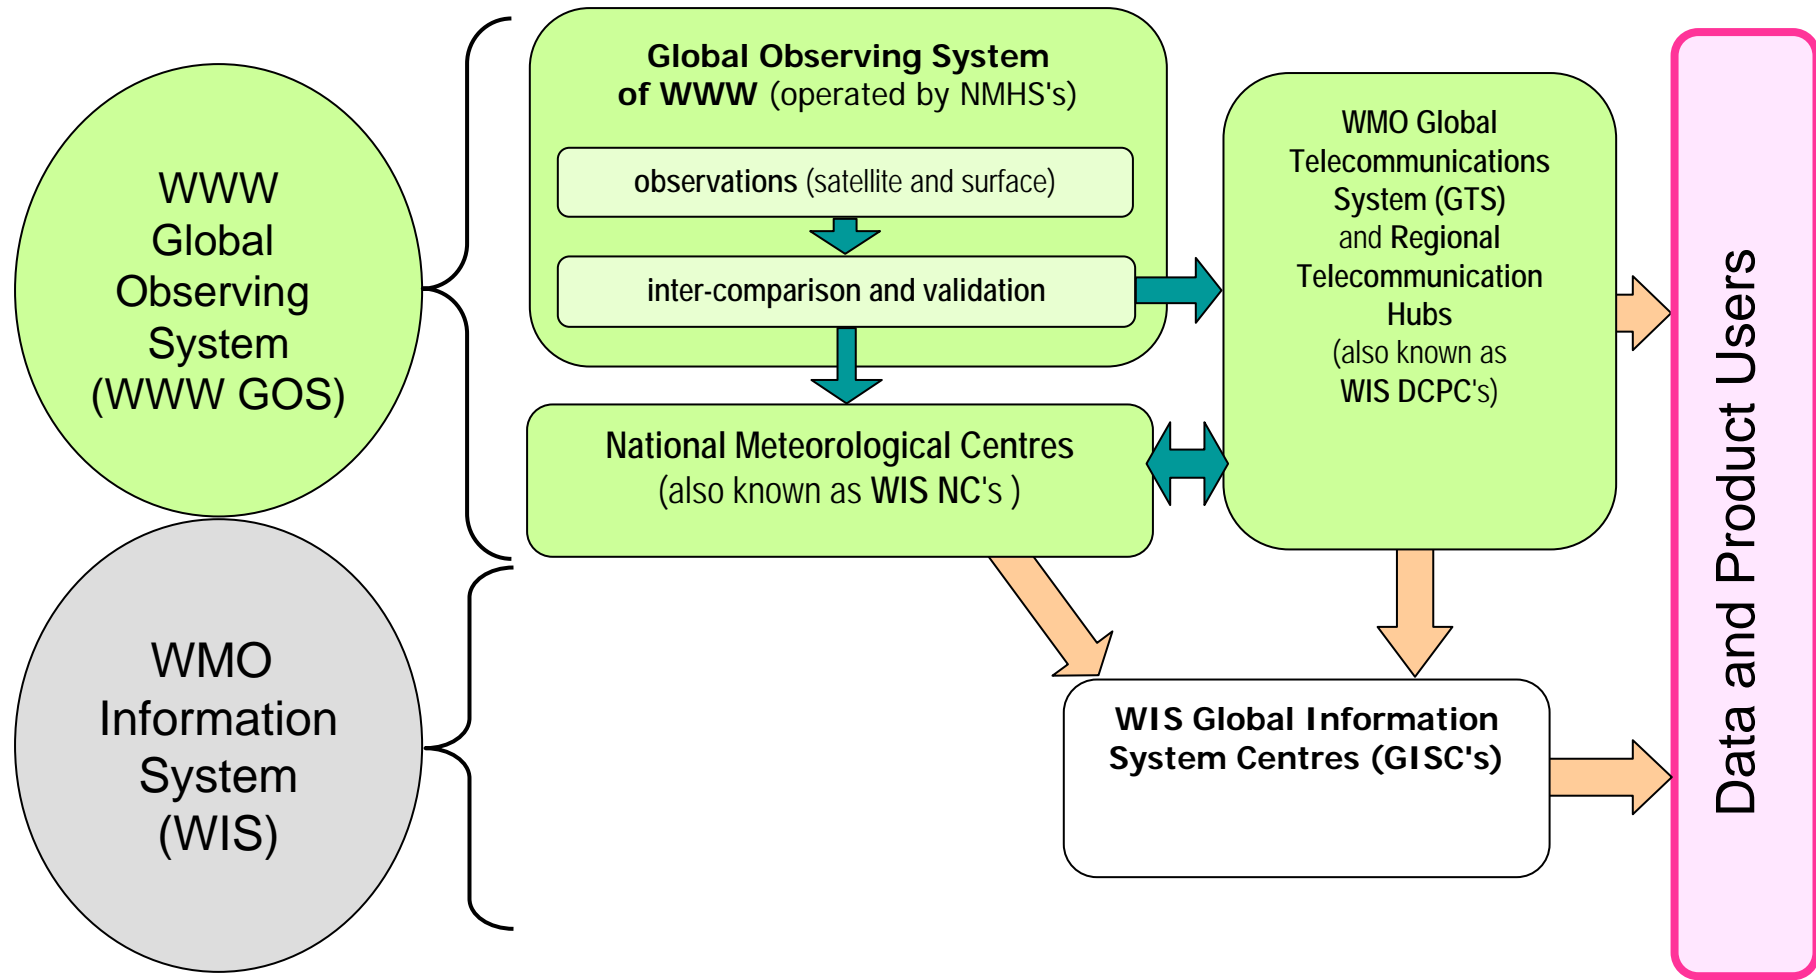 WWW
Global
Observing
System
(WWW GOS)
WMO
Information
System
(WIS)
Global Observing System
of WWW (operated by NMHS's)
observations (satellite and surface)
inter-comparison and validation
National Meteorological Centres
(also known as WIS NC's )
WMO Global
Telecommunications
System (GTS)
and Regional
Telecommunication
Hubs
(also known as
WIS DCPC's)
WIS Global Information
System Centres (GISC's)
Data and Product Users